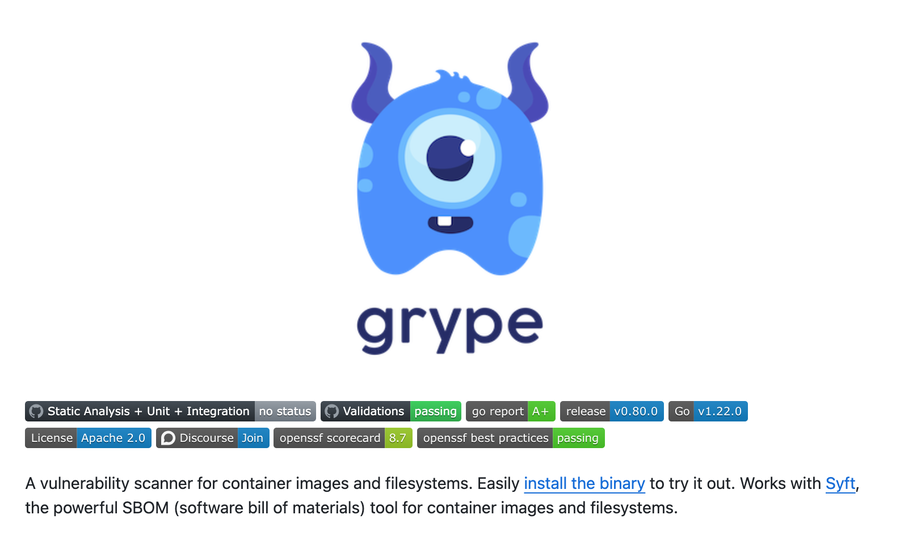 grype
Static Analysis + Unit + Integration no status Validations passing go report A+ release v0.80.0 Go v1.22.0
License Apache 2.0 Discourse Join openssf scorecard 8.7 openssf best practices passing
A vulnerability scanner for container images and filesystems. Easily install the binary to try it out. Works with Syft,
the powerful SBOM (software bill of materials) tool for container images and filesystems.